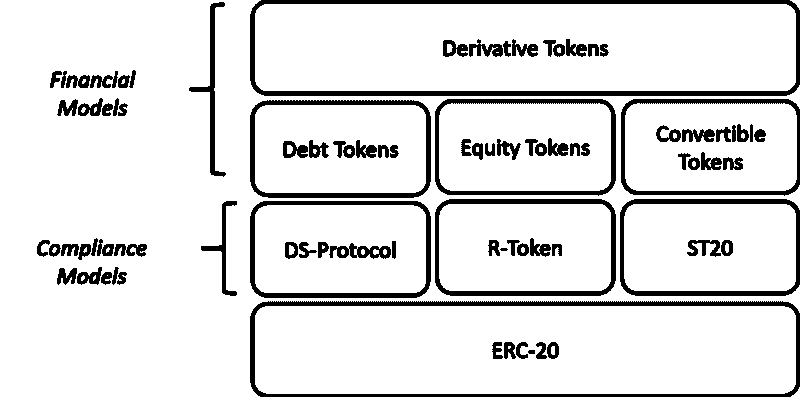 Derivative Tokens
Financial
Models
Debt Tokens
Equity Tokens
Convertible
Tokens
Compliance
Models
DS-Protocol
R-Token
ST20
ERC-20